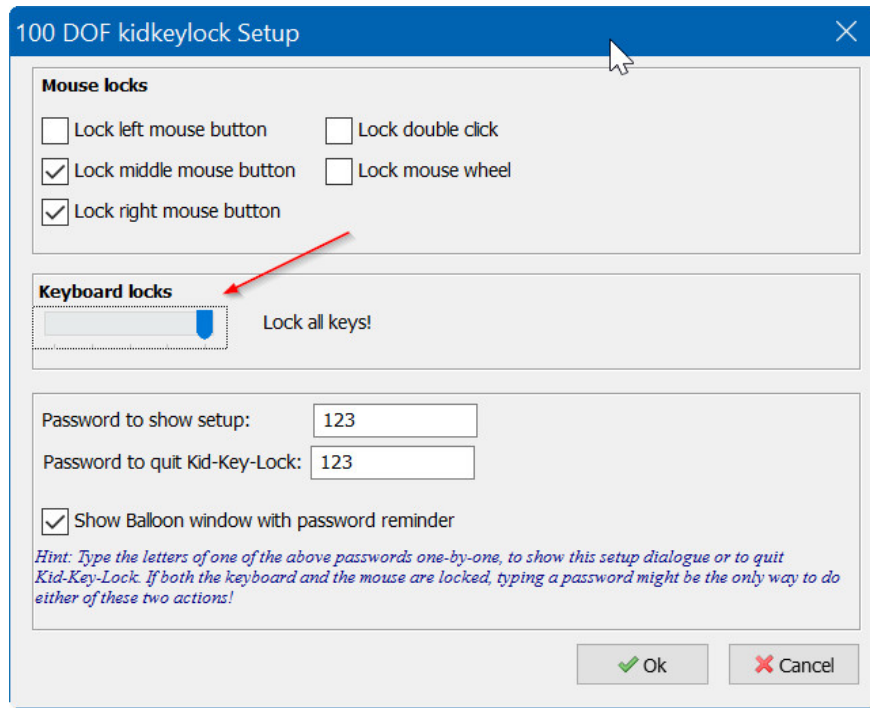 100 DOF kidkeylock Setup
Mouse locks
Lock left mouse button Lock double click
Lock middle mouse button Lock mouse wheel
Lock right mouse button
Keyboard locks
Lock all keys!
Password to show setup: 123
Password to quit Kid-Key-Lock: 123
Show Balloon window with password reminder
Hint: Type the letters of one of the above passwords one-by-one, to show this setup dialogue or to quit
Kid-Key-Lock. If both the keyboard and the mouse are locked, typing a password might be the only way to do
either of these two actions!
Ok Cancel